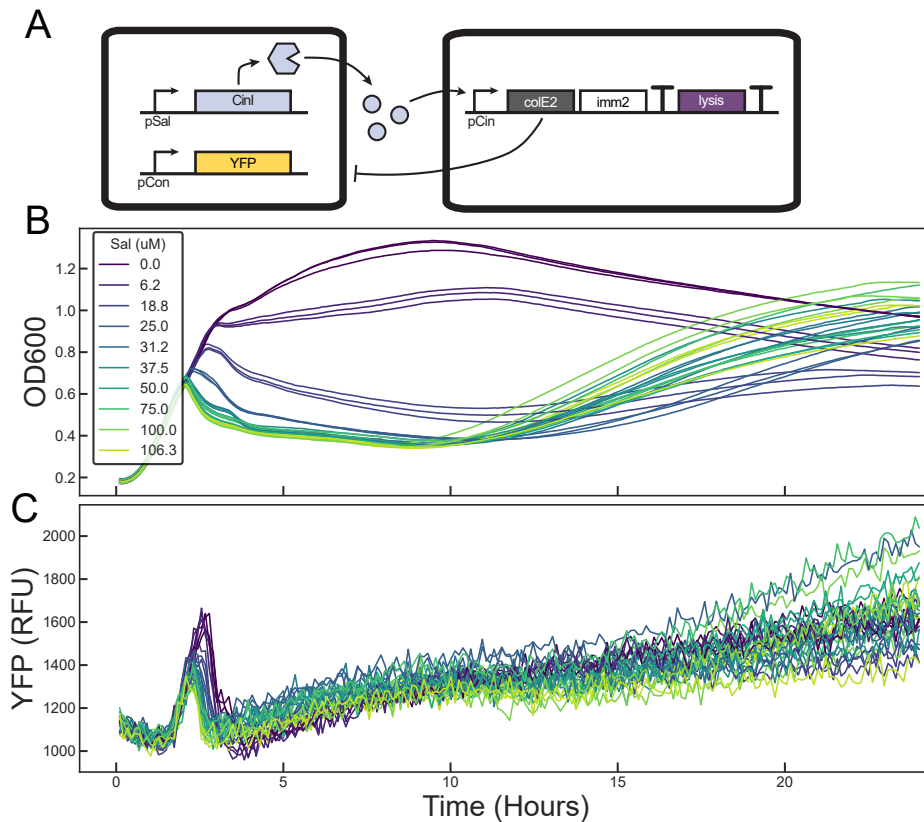 A
CinI
pSal
YFP
pCon
colE2
imm2
lysis
pCin
B
Sal (uM)
0.0
6.2
18.8
25.0
31.2
37.5
50.0
75.0
100.0
106.3
OD600
1.2
1.0
0.8
0.6
0.4
0.2
C
YFP (RFU)
2000
1800
1600
1400
1200
1000
0
5
10
15
20
Time (Hours)